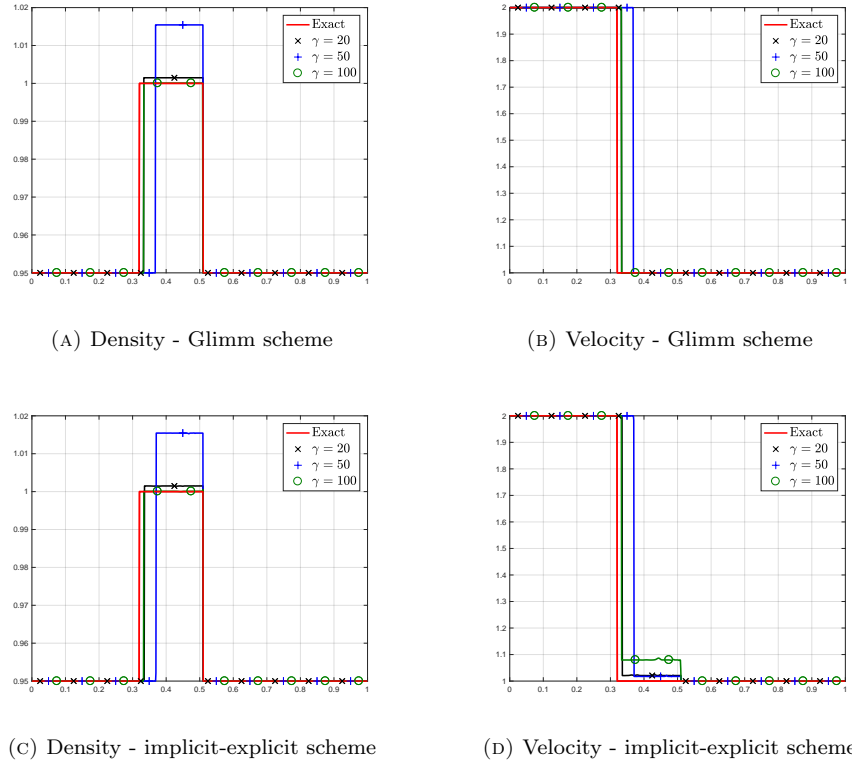 1.02
1.01
1
0.99
0.98
0.97
0.96
0.95
0 0.1 0.2 0.3 0.4 0.5 0.6 0.7 0.8 0.9 1
Exact
γ = 20
γ = 50
γ = 100
(A) Density - Glimm scheme
2
1.9
1.8
1.7
1.6
1.5
1.4
1.3
1.2
1.1
1
0 0.1 0.2 0.3 0.4 0.5 0.6 0.7 0.8 0.9 1
Exact
γ = 20
γ = 50
γ = 100
(B) Velocity - Glimm scheme
1.02
1.01
1
0.99
0.98
0.97
0.96
0.95
0 0.1 0.2 0.3 0.4 0.5 0.6 0.7 0.8 0.9 1
Exact
γ = 20
γ = 50
γ = 100
(C) Density - implicit-explicit scheme
2
1.9
1.8
1.7
1.6
1.5
1.4
1.3
1.2
1.1
1
0 0.1 0.2 0.3 0.4 0.5 0.6 0.7 0.8 0.9 1
Exact
γ = 20
γ = 50
γ = 100
(D) Velocity - implicit-explicit scheme